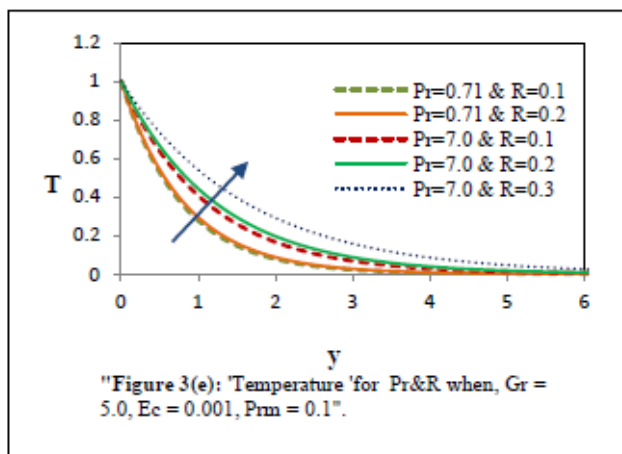 1.2
1
0.8
0.6
0.4
0.2
0
T
Pr=0.71 & R=0.1
Pr=0.71 & R=0.2
Pr=7.0 & R=0.1
Pr=7.0 & R=0.2
Pr=7.0 & R=0.3
0 1 2 3 4 5 6
y
"Figure 3(e): 'Temperature 'for Pr&R when, Gr =
5.0, Ec = 0.001, Prm = 0.1".